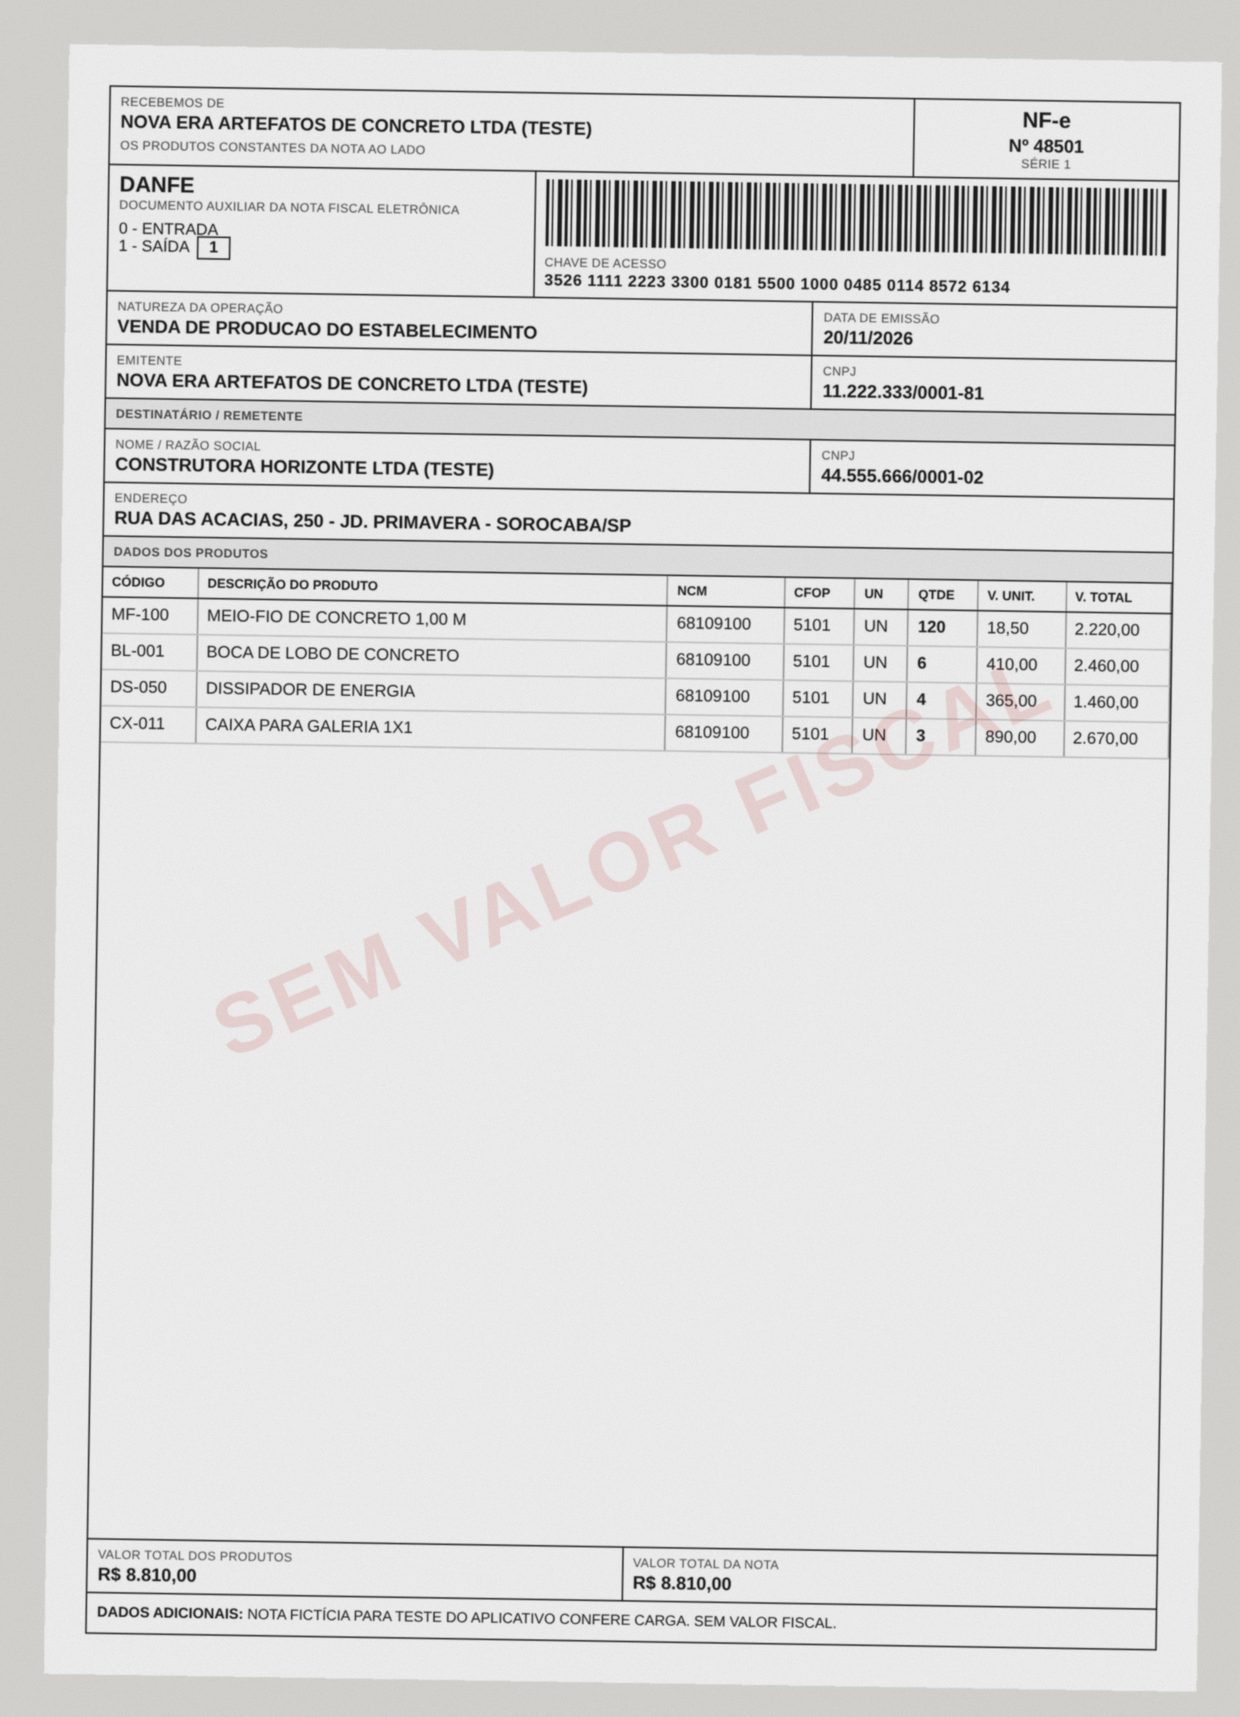 RECEBEMOS DE
NOVA ERA ARTEFATOS DE CONCRETO LTDA (TESTE)
OS PRODUTOS CONSTANTES DA NOTA AO LADO
NF-e
Nº 48501
SÉRIE 1
DANFE
DOCUMENTO AUXILIAR DA NOTA FISCAL ELETRÔNICA
0 - ENTRADA
1 - SAÍDA 1
CHAVE DE ACESSO
3526 1111 2223 3300 0181 5500 1000 0485 0114 8572 6134
NATUREZA DA OPERAÇÃO
VENDA DE PRODUCAO DO ESTABELECIMENTO
DATA DE EMISSÃO
20/11/2026
EMITENTE
NOVA ERA ARTEFATOS DE CONCRETO LTDA (TESTE)
CNPJ
11.222.333/0001-81
DESTINATÁRIO / REMETENTE
NOME / RAZÃO SOCIAL
CONSTRUTORA HORIZONTE LTDA (TESTE)
CNPJ
44.555.666/0001-02
ENDEREÇO
RUA DAS ACACIAS, 250 - JD. PRIMAVERA - SOROCABA/SP
DADOS DOS PRODUTOS
CÓDIGO DESCRIÇÃO DO PRODUTO NCM CFOP UN QTDE V. UNIT. V. TOTAL
MF-100 MEIO-FIO DE CONCRETO 1,00 M 68109100 5101 UN 120 18,50 2.220,00
BL-001 BOCA DE LOBO DE CONCRETO 68109100 5101 UN 6 410,00 2.460,00
DS-050 DISSIPADOR DE ENERGIA 68109100 5101 UN 4 365,00 1.460,00
CX-011 CAIXA PARA GALERIA 1X1 68109100 5101 UN 3 890,00 2.670,00
SEM VALOR FISCAL
VALOR TOTAL DOS PRODUTOS
R$ 8.810,00
VALOR TOTAL DA NOTA
R$ 8.810,00
DADOS ADICIONAIS: NOTA FICTÍCIA PARA TESTE DO APLICATIVO CONFERE CARGA. SEM VALOR FISCAL.